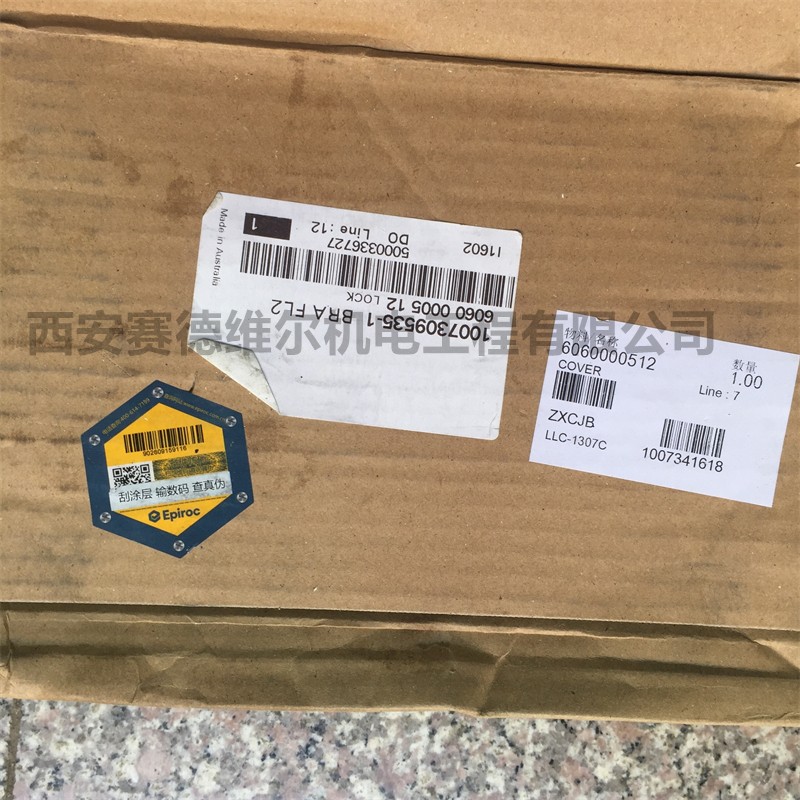 西安赛德维尔机电工程有限公司
1007309535-1 BRA FL2
6060 0005 12 LOCK
5000336727
DO Line : 12
I1602
1
Made in Australia
物料名称
6060000512
COVER
数量
1.00
Line : 7
ZXCJB
LLC-1307C
1007341618
902609159116
刮涂层 输数码 查真伪
Epiroc